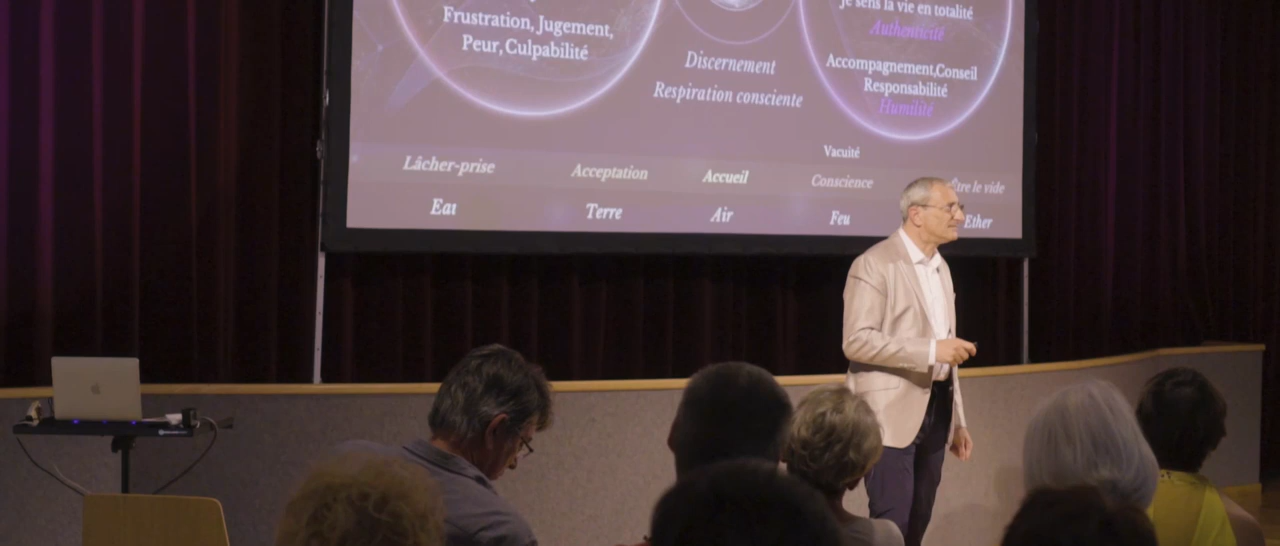 Frustration, Jugement,
Peur, Culpabilité
Discernement
Respiration consciente
Je sens la vie en totalité
Authenticité
Accompagnement,Conseil
Responsabilité
Humilité
Vacuité
Lâcher-prise Acceptation Accueil Conscience Être le vide
Eau Terre Air Feu Ether